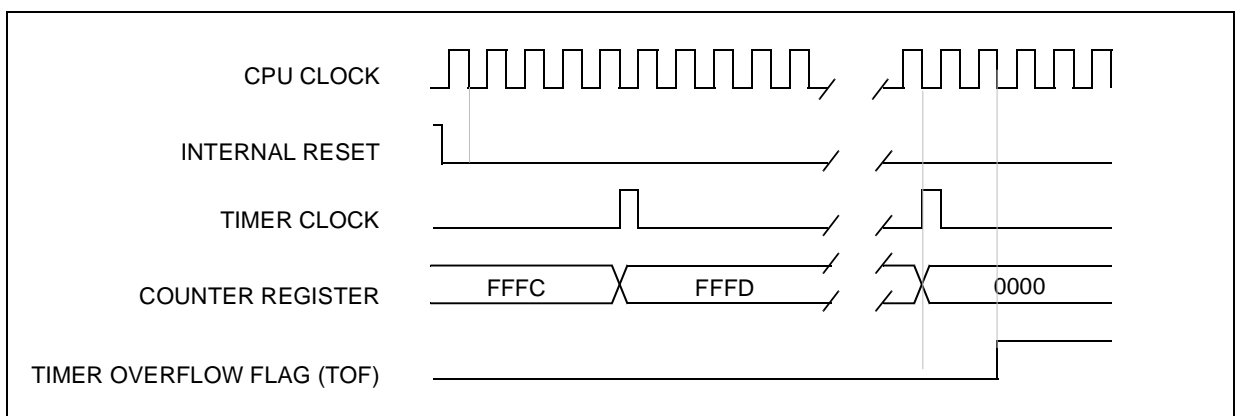 CPU CLOCK
INTERNAL RESET
TIMER CLOCK
COUNTER REGISTER FFFC FFFD 0000
TIMER OVERFLOW FLAG (TOF)